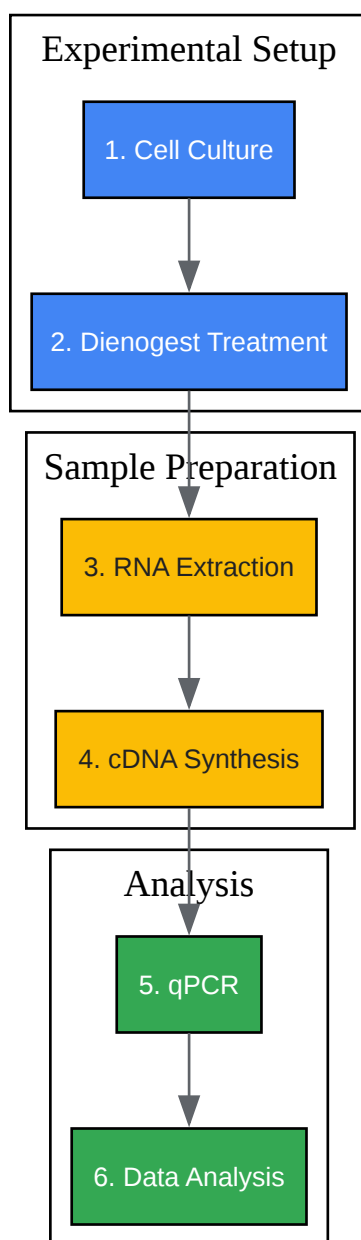 Experimental Setup
1. Cell Culture
2. Dienogest Treatment
Sample Preparation
3. RNA Extraction
4. cDNA Synthesis
Analysis
5. qPCR
6. Data Analysis